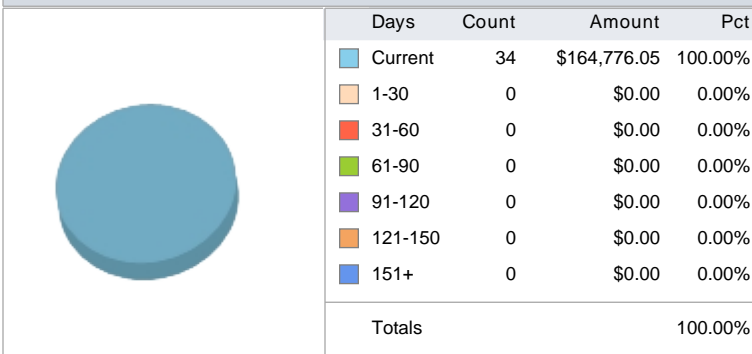 Days Count Amount Pct
Current 34 $164,776.05 100.00%
1-30 0 $0.00 0.00%
31-60 0 $0.00 0.00%
61-90 0 $0.00 0.00%
91-120 0 $0.00 0.00%
121-150 0 $0.00 0.00%
151+ 0 $0.00 0.00%
Totals 100.00%